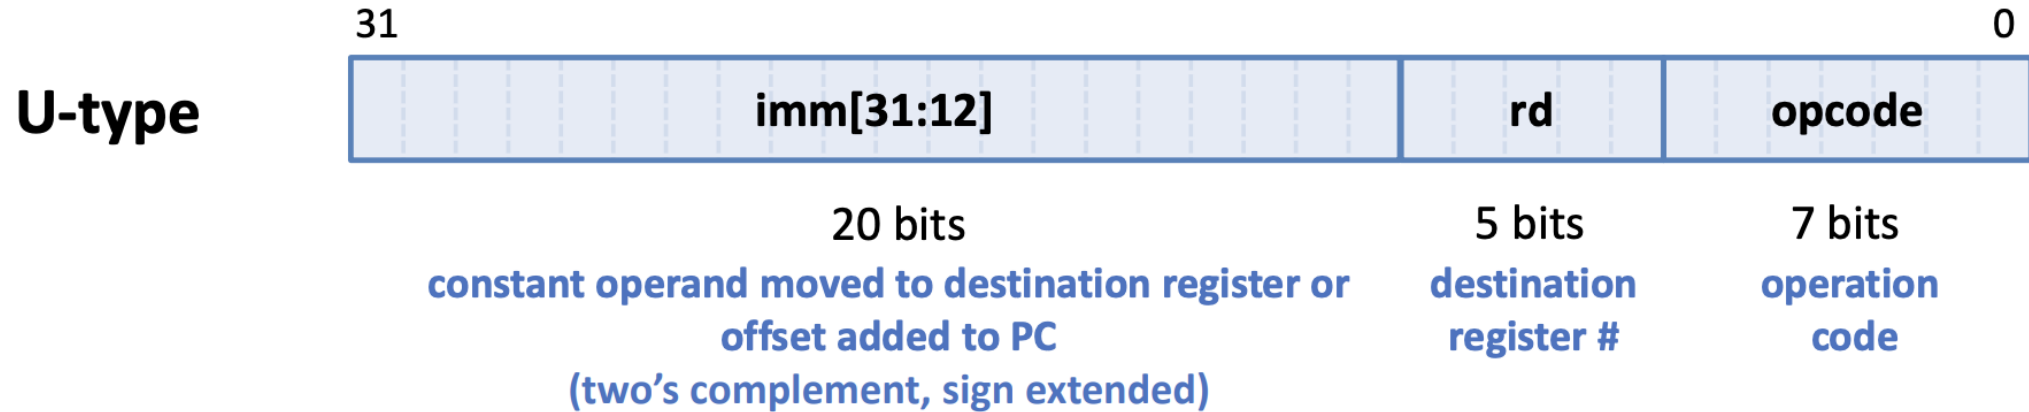 31 0
U-type imm[31:12] rd opcode
20 bits 5 bits 7 bits
constant operand moved to destination register or destination operation
offset added to PC register # code
(two’s complement, sign extended)